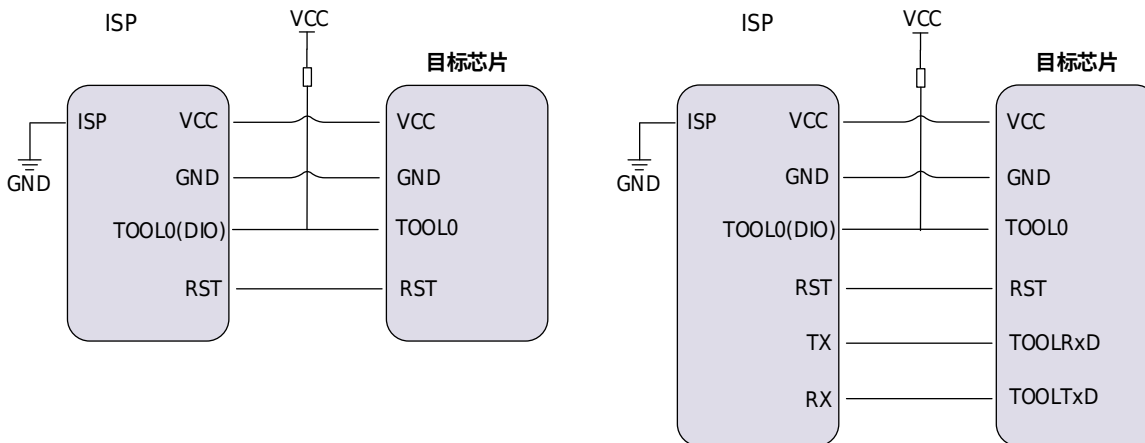 ISP
VCC
目标芯片
ISP
VCC
VCC
GND
GND
GND
TOOL0(DIO)
TOOL0
RST
RST
ISP
VCC
目标芯片
ISP
VCC
VCC
GND
GND
GND
TOOL0(DIO)
TOOL0
RST
RST
TX
TOOLRxD
RX
TOOLTxD